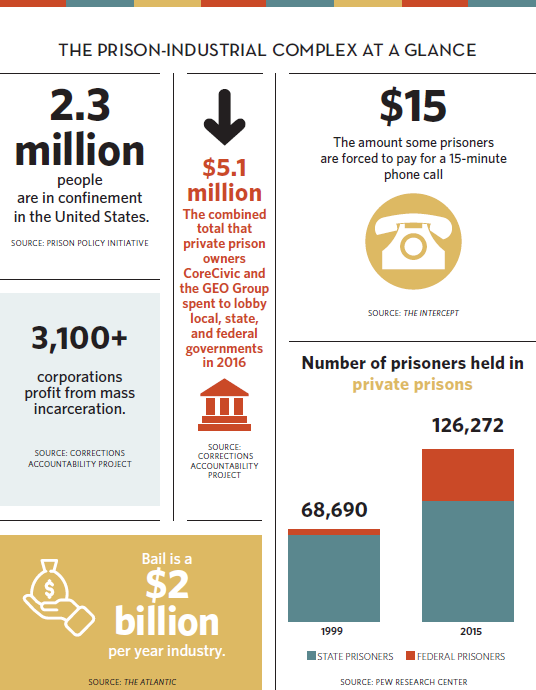 THE PRISON-INDUSTRIAL COMPLEX AT A GLANCE
2.3
million
people
are in confinement
in the United States.
SOURCE: PRISON POLICY INITIATIVE
3,100+
corporations
profit from mass
incarceration.
SOURCE: CORRECTIONS
ACCOUNTABILITY PROJECT
$5.1
million
The combined
total that
private prison
owners
CoreCivic and
the GEO Group
spent to lobby
local, state,
and federal
governments
in 2016
SOURCE:
CORRECTIONS
ACCOUNTABILITY
PROJECT
$
Bail is a
$2
billion
per year industry.
SOURCE: THE ATLANTIC
$15
The amount some prisoners
are forced to pay for a 15-minute
phone call
SOURCE: THE INTERCEPT
Number of prisoners held in
private prisons
126,272
68,690
1999
2015
STATE PRISONERS
FEDERAL PRISONERS
SOURCE: PEW RESEARCH CENTER